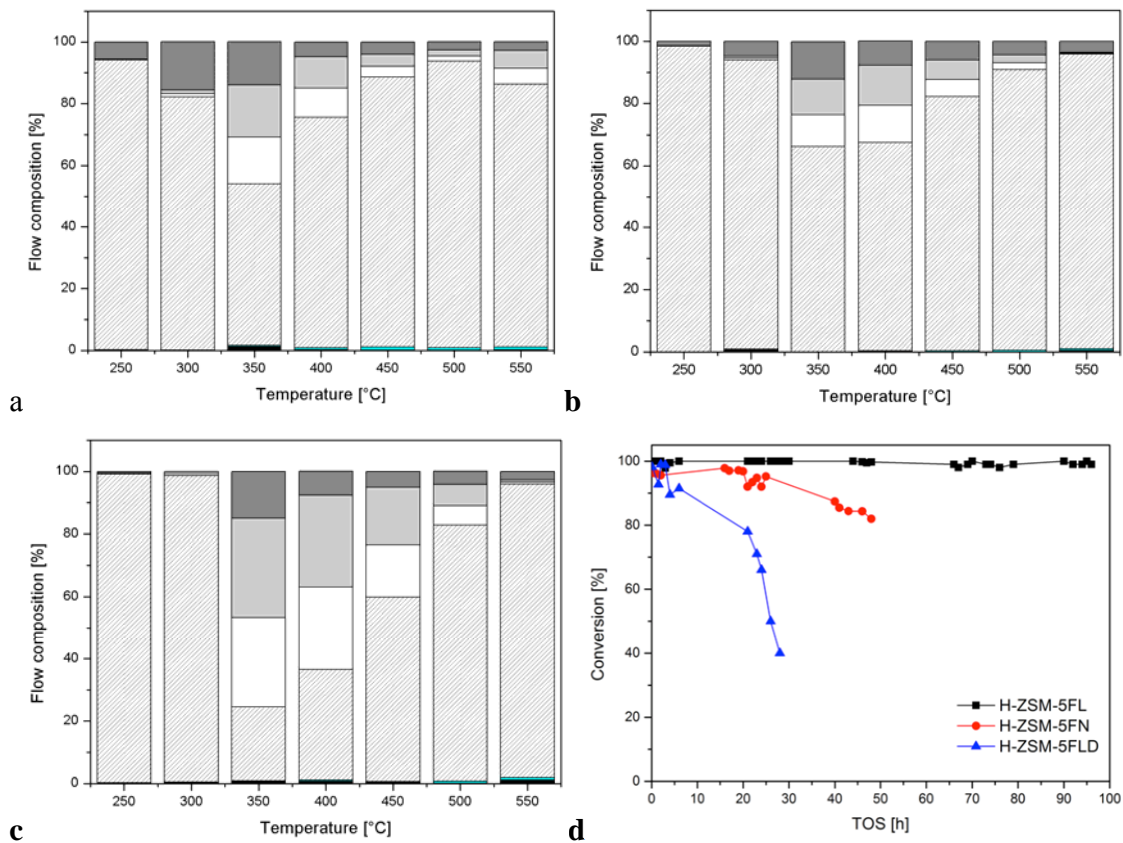 100
80
60
40
20
0
Flow composition [%]
250 300 350 400 450 500 550
Temperature [°C]
a
100
80
60
40
20
0
Flow composition [%]
250 300 350 400 450 500 550
Temperature [°C]
b
100
80
60
40
20
0
Flow composition [%]
250 300 350 400 450 500 550
Temperature [°C]
c
100
80
60
40
20
0
Conversion [%]
H-ZSM-5FL
H-ZSM-5FN
H-ZSM-5FLD
0 10 20 30 40 50 60 70 80 90 100
TOS [h]
d